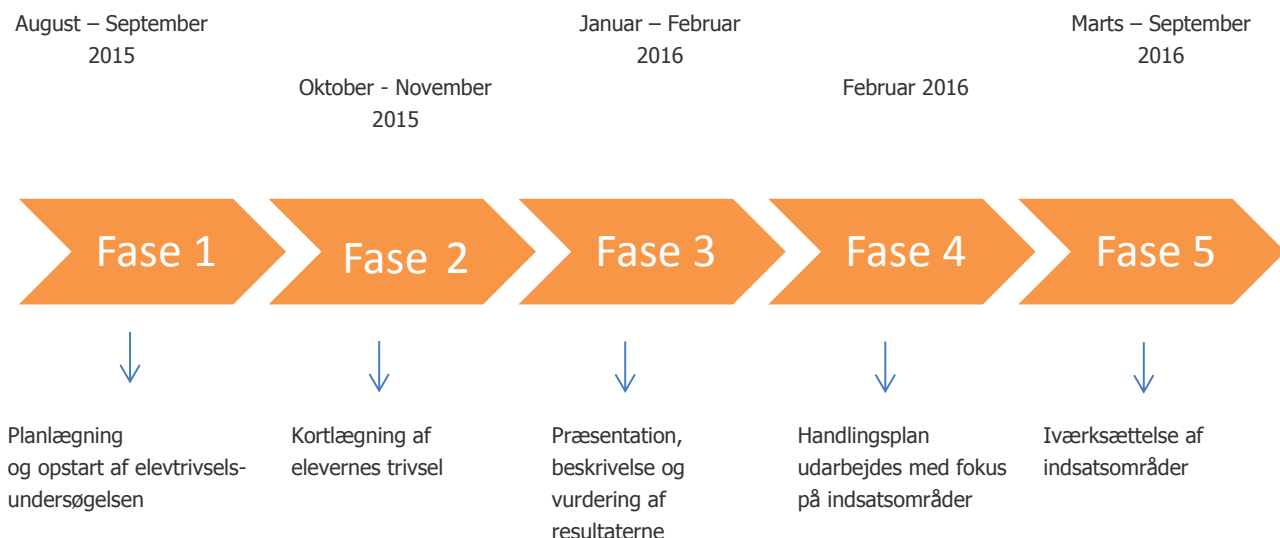 August – September
2015
Oktober - November
2015
Januar – Februar
2016
Februar 2016
Marts – September
2016
Fase 1
Fase 2
Fase 3
Fase 4
Fase 5
Planlægning
og opstart af elevtrivsels-
undersøgelsen
Kortlægning af
elevernes trivsel
Præsentation,
beskrivelse og
vurdering af
resultaterne
Handlingsplan
udarbejdes med fokus
på indsatsområder
Iværksættelse af
indsatsområder